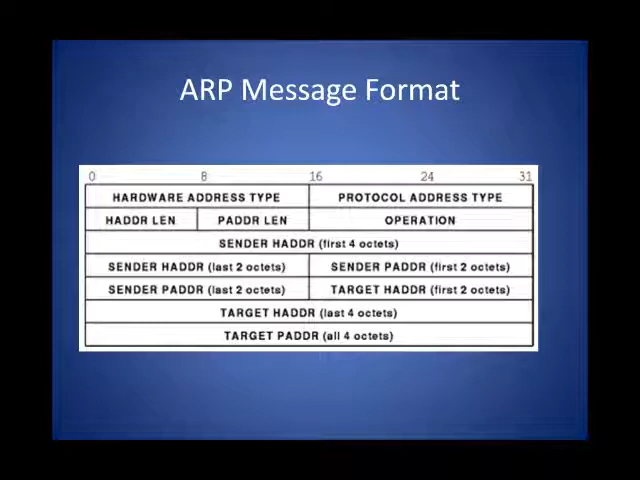 ARP Message Format
0 8 16 24 31
HARDWARE ADDRESS TYPE PROTOCOL ADDRESS TYPE
HADDR LEN PADDR LEN OPERATION
SENDER HADDR (first 4 octets)
SENDER HADDR (last 2 octets) SENDER PADDR (first 2 octets)
SENDER PADDR (last 2 octets) TARGET HADDR (first 2 octets)
TARGET HADDR (last 4 octets)
TARGET PADDR (all 4 octets)